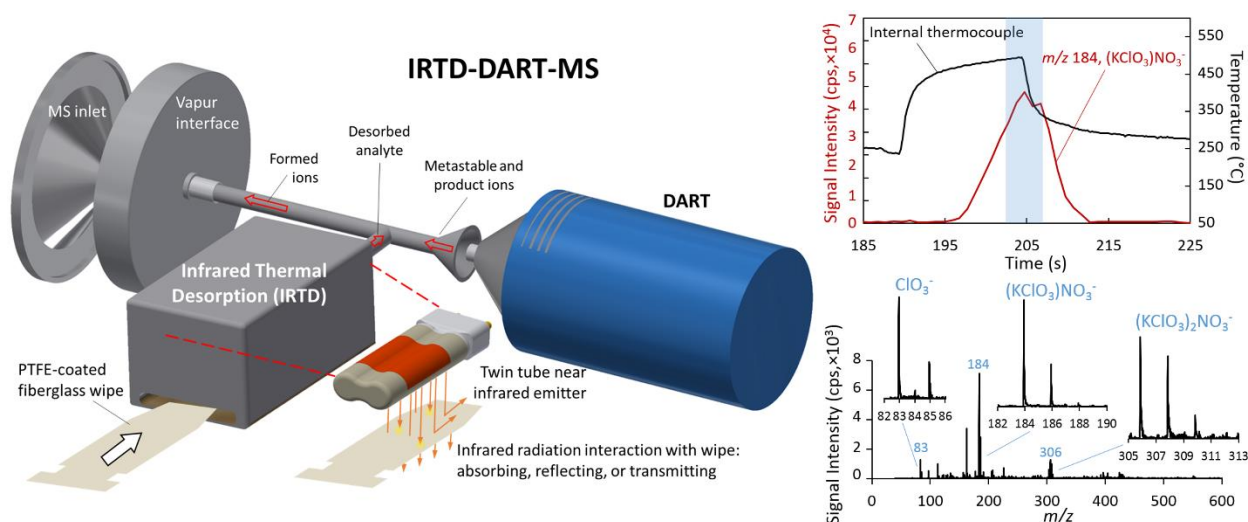 IRTD-DART-MS
MS inlet
Vapur
interface
Desorbed
analyte
Formed
ions
Metastable and
product ions
DART
Infrared Thermal
Desorption (IRTD)
PTFE-coated
fiberglass wipe
Twin tube near
infrared emitter
Infrared radiation interaction with wipe:
absorbing, reflecting, or transmitting
Signal Intensity (cps,×10⁴)
7
6
5
4
3
2
1
0
Internal thermocouple
m/z 184, (KClO₃)NO₃⁻
550
450
350
250
150
50
Temperature (°C)
185 195 205 215 225
Time (s)
Signal Intensity (cps,×10³)
8
6
4
2
0
ClO₃⁻
82 83 84 85 86
83
184
(KClO₃)NO₃⁻
182 184 186 188 190
(KClO₃)₂NO₃⁻
305 307 309 311 313
306
0 100 200 300 400 500 600
m/z